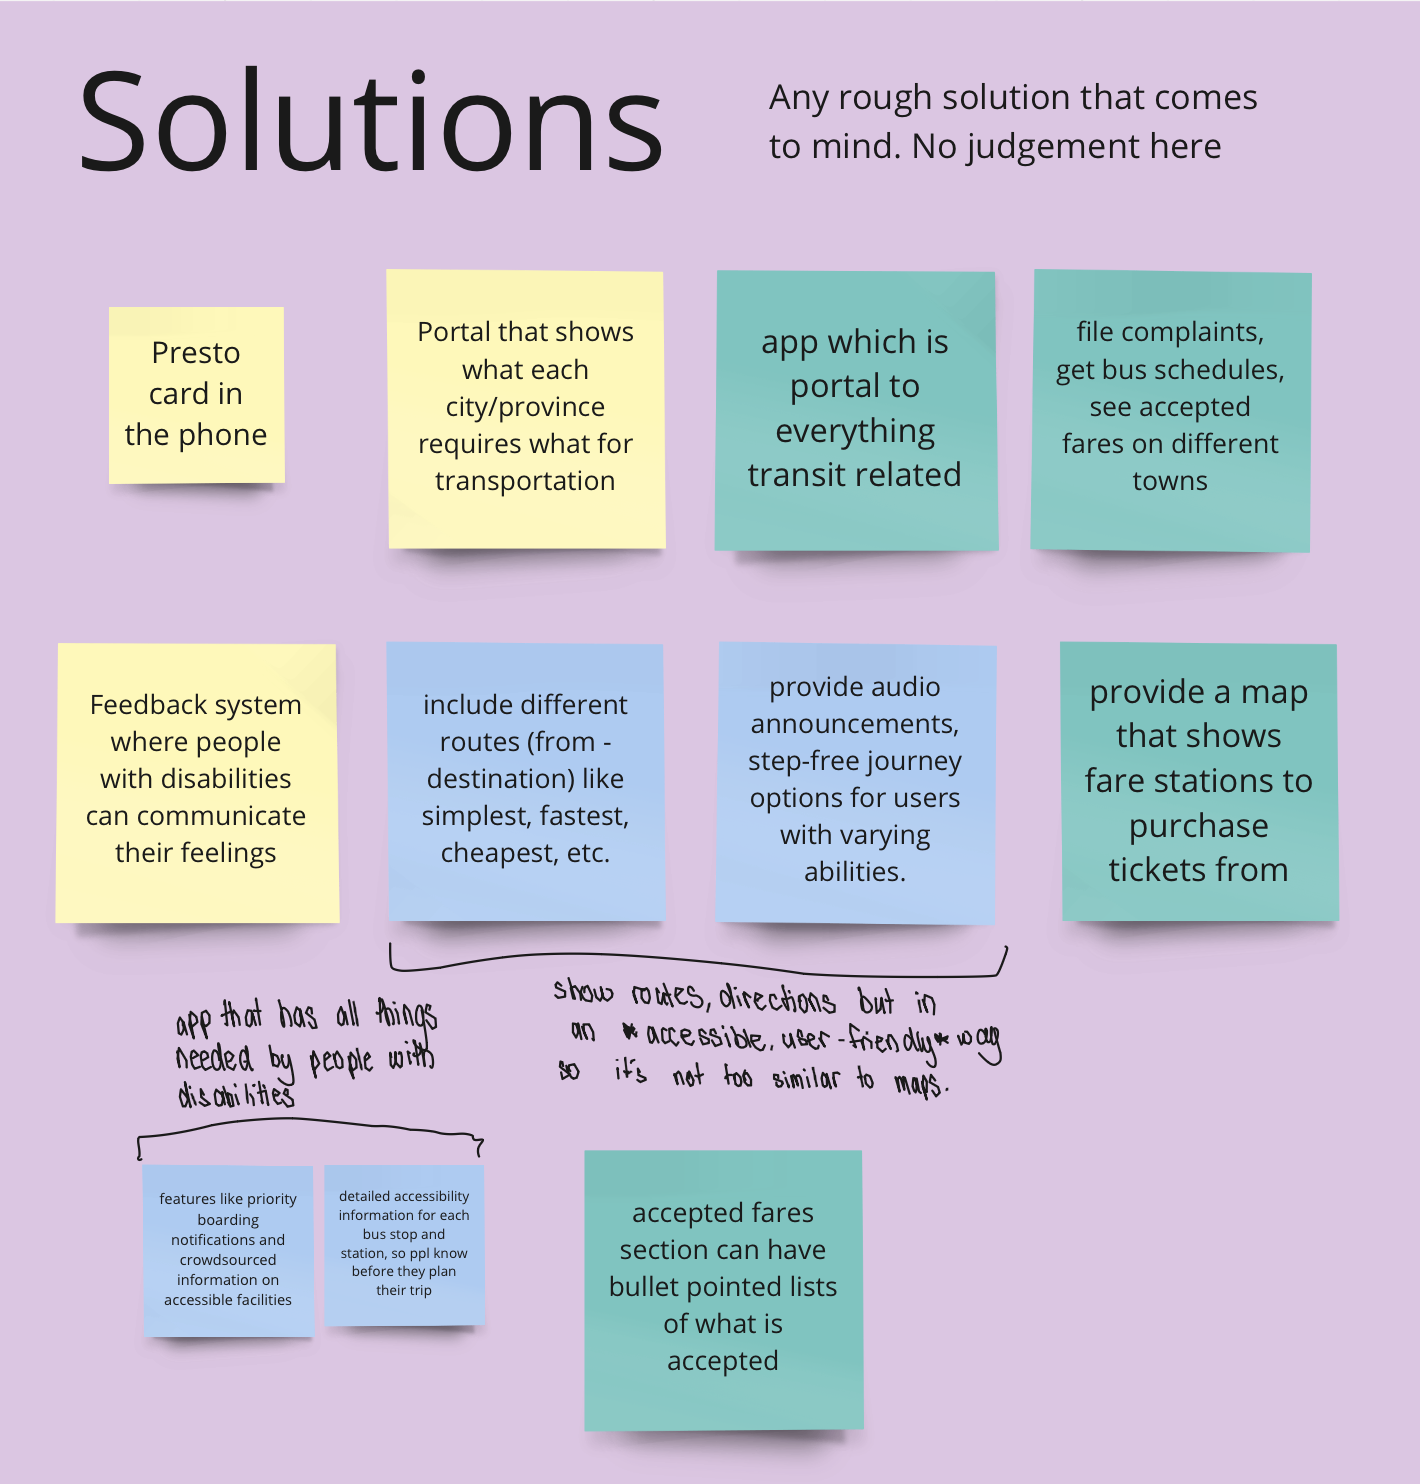 Solutions
Any rough solution that comes
to mind. No judgement here
Presto
card in
the phone
Portal that shows
what each
city/province
requires what for
transportation
app which is
portal to
everything
transit related
file complaints,
get bus schedules,
see accepted
fares on different
towns
Feedback system
where people
with disabilities
can communicate
their feelings
include different
routes (from -
destination) like
simplest, fastest,
cheapest, etc.
provide audio
announcements,
step-free journey
options for users
with varying
abilities.
provide a map
that shows
fare stations to
purchase
tickets from
app that has all things
needed by people with
disabilities
show routes, directions but in
an *accessible, user-friendly* way
so it's not too similar to maps.
features like priority
boarding
notifications and
crowdsourced
information on
accessible facilities
detailed accessibility
information for each
bus stop and
station, so ppl know
before they plan
their trip
accepted fares
section can have
bullet pointed lists
of what is
accepted